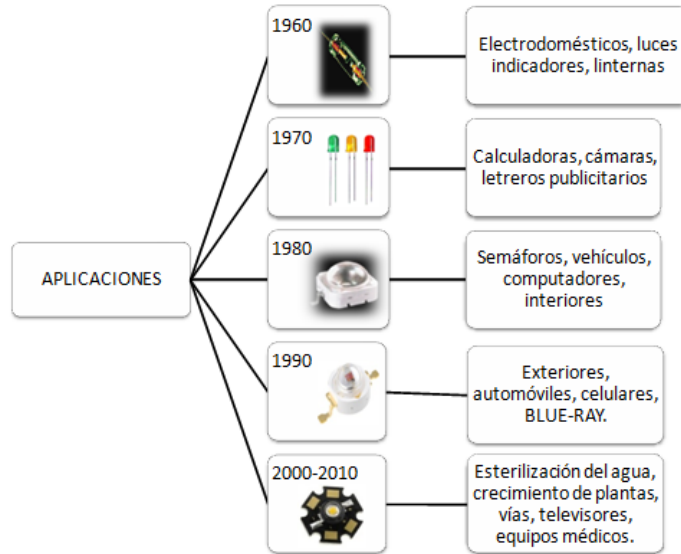 APLICACIONES
1960
Electrodomésticos, luces
indicadores, linternas
1970
Calculadoras, cámaras,
letreros publicitarios
1980
Semáforos, vehículos,
computadores,
interiores
1990
Exteriores,
automóviles, celulares,
BLUE-RAY.
2000-2010
Esterilización del agua,
crecimiento de plantas,
vías, televisores,
equipos médicos.